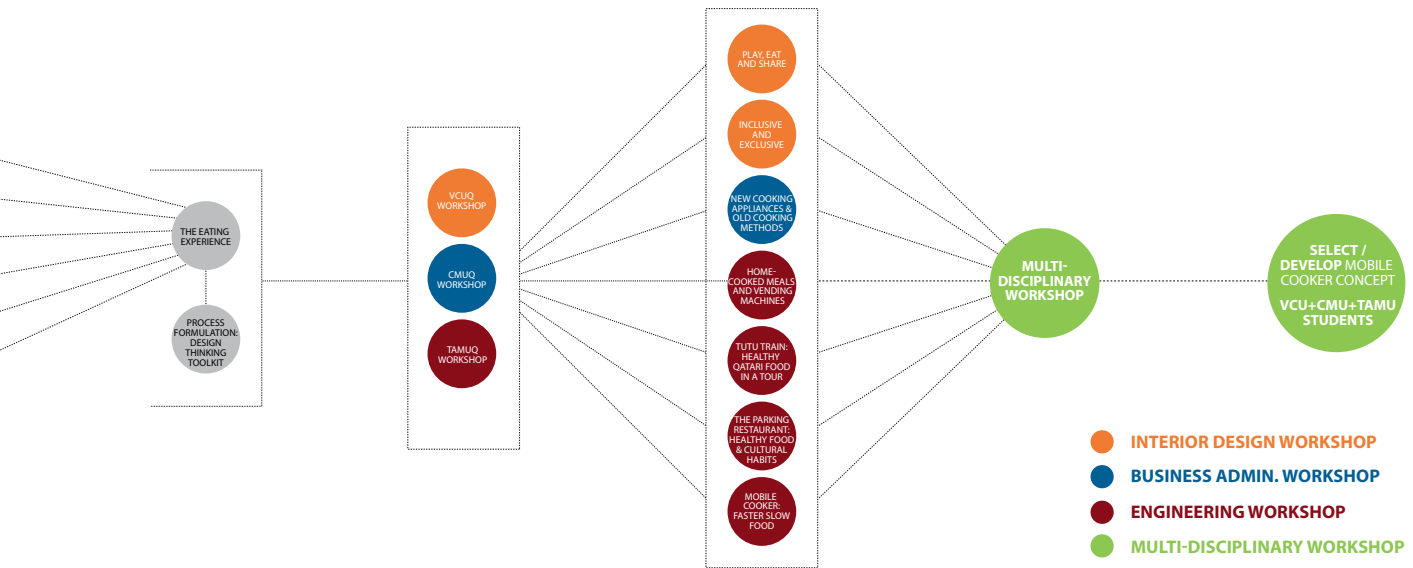 THE EATING
EXPERIENCE
PROCESS
FORMULATION:
DESIGN
THINKING
TOOLKIT
VCUQ
WORKSHOP
CMUQ
WORKSHOP
TAMUQ
WORKSHOP
PLAY, EAT
AND SHARE
INCLUSIVE
AND
EXCLUSIVE
NEW COOKING
APPLIANCES &
OLD COOKING
METHODS
HOME-
COOKED MEALS
AND VENDING
MACHINES
TUTU TRAIN:
HEALTHY
QATARI FOOD
IN A TOUR
THE PARKING
RESTAURANT:
HEALTHY FOOD
& CULTURAL
HABITS
MOBILE
COOKER:
FASTER SLOW
FOOD
MULTI-
DISCIPLINARY
WORKSHOP
SELECT /
DEVELOP MOBILE
COOKER CONCEPT
VCU+CMU+TAMU
STUDENTS
INTERIOR DESIGN WORKSHOP
BUSINESS ADMIN. WORKSHOP
ENGINEERING WORKSHOP
MULTI-DISCIPLINARY WORKSHOP